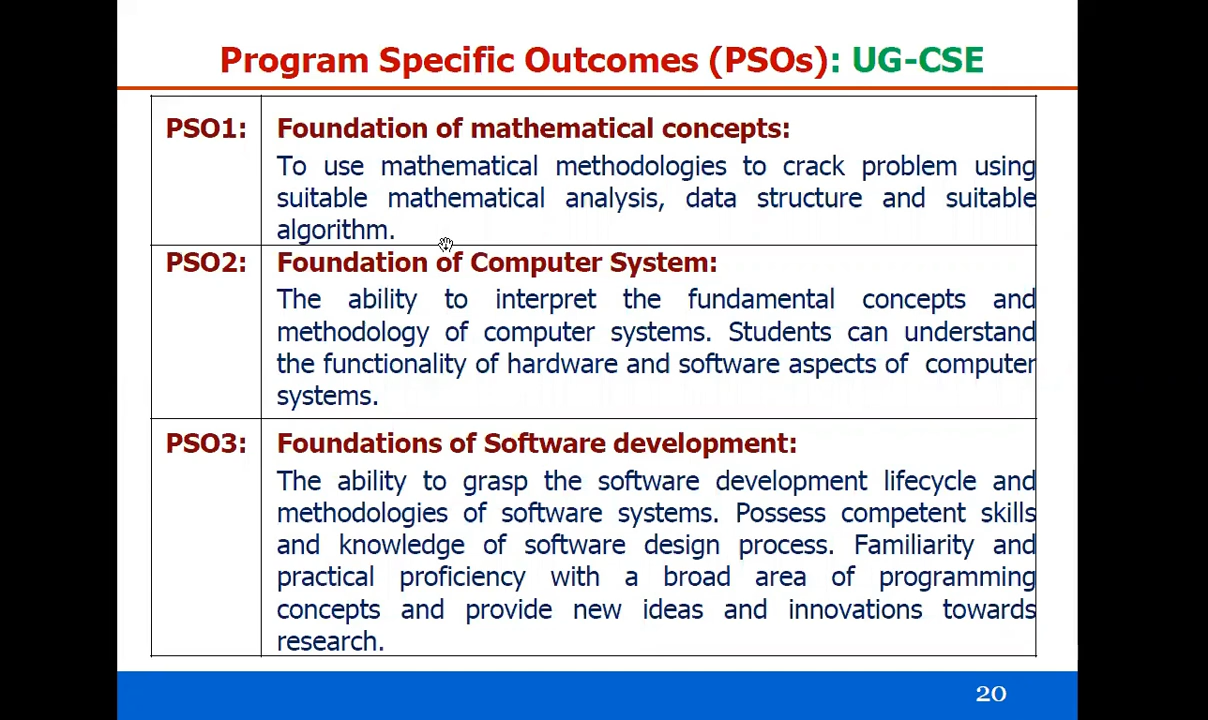 Program Specific Outcomes (PSOs): UG-CSE
PSO1: Foundation of mathematical concepts:
To use mathematical methodologies to crack problem using
suitable mathematical analysis, data structure and suitable
algorithm.
PSO2: Foundation of Computer System:
The ability to interpret the fundamental concepts and
methodology of computer systems. Students can understand
the functionality of hardware and software aspects of computer
systems.
PSO3: Foundations of Software development:
The ability to grasp the software development lifecycle and
methodologies of software systems. Possess competent skills
and knowledge of software design process. Familiarity and
practical proficiency with a broad area of programming
concepts and provide new ideas and innovations towards
research.
20